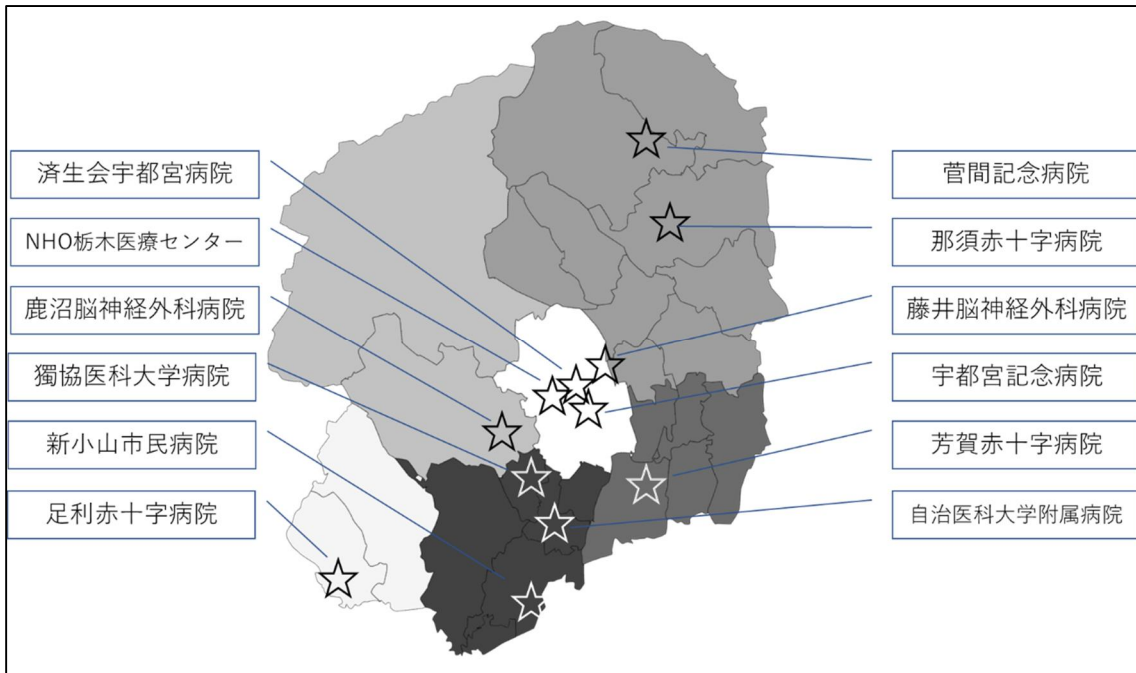 済生会宇都宮病院
NHO栃木医療センター
鹿沼脳神経外科病院
獨協医科大学病院
新小山市民病院
足利赤十字病院
菅間記念病院
那須赤十字病院
藤井脳神経外科病院
宇都宮記念病院
芳賀赤十字病院
自治医科大学附属病院